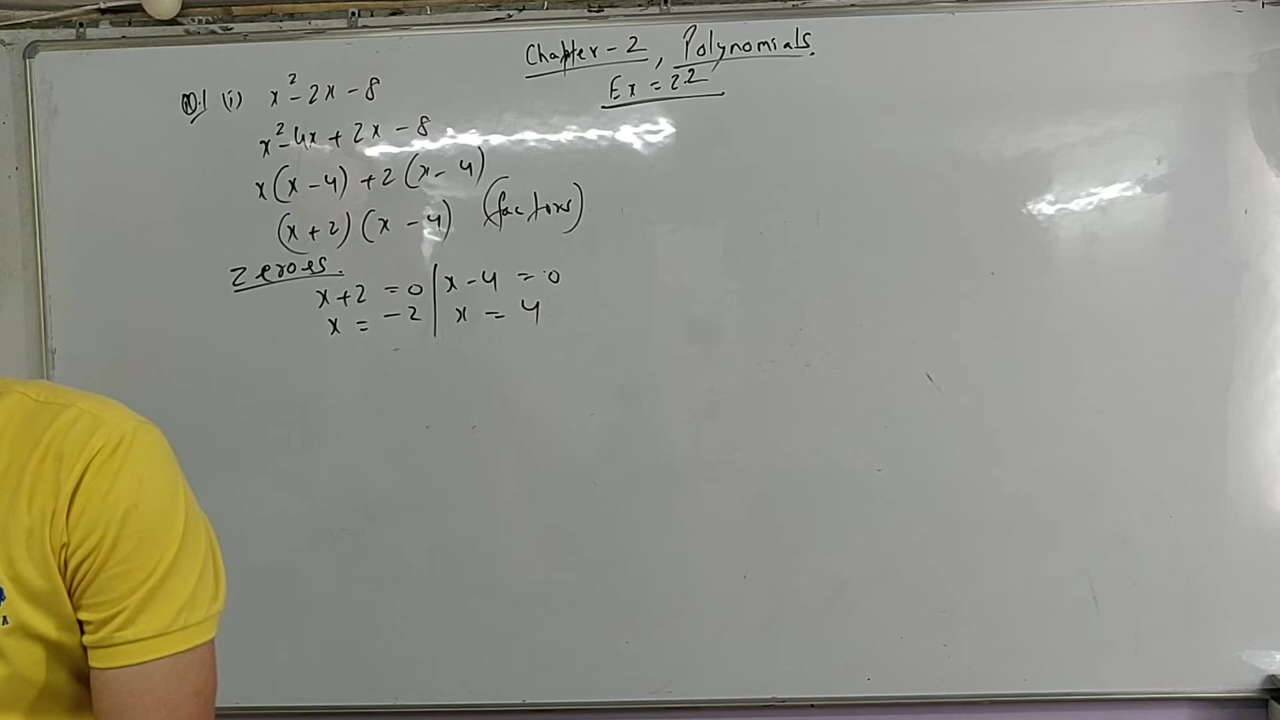 Chapter-2, Polynomials.
Ex = 2.2
Q.1 (i) x²-2x-8
x²-4x+2x-8
x(x-4)+2(x-4)
(x+2)(x-4) (factors)
Zeroes.
x+2=0 | x-4=0
x=-2 | x=4